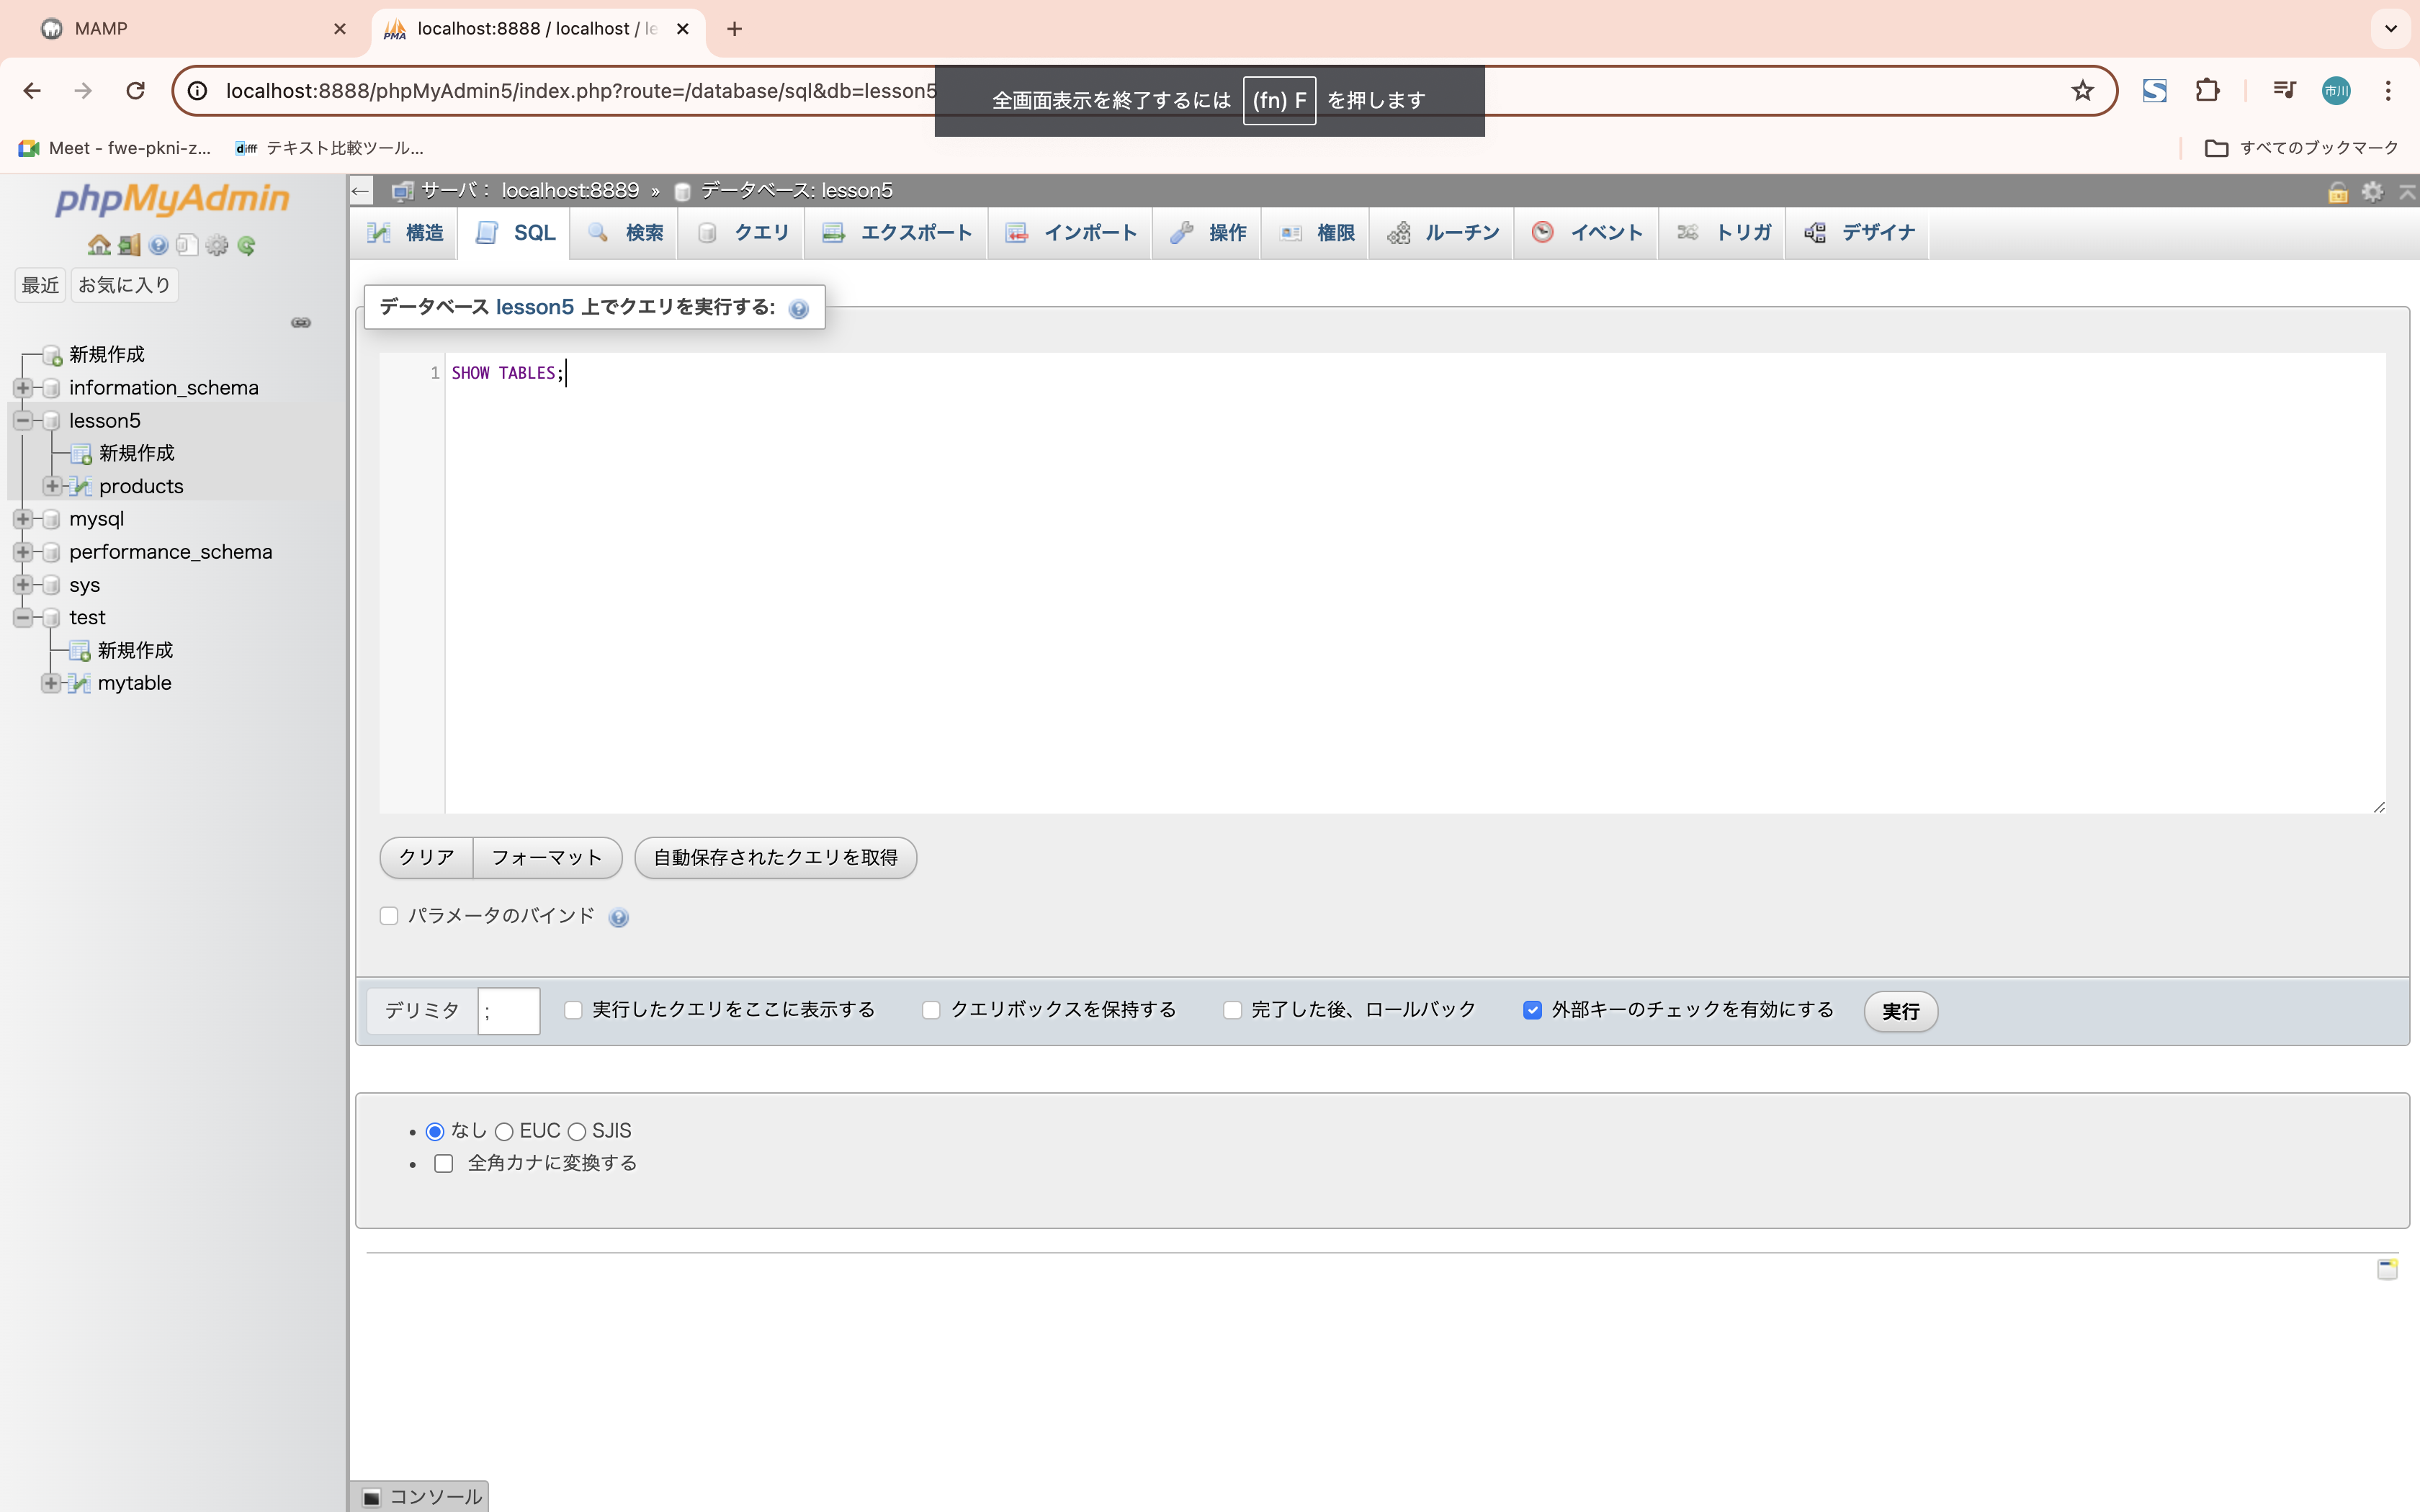 MAMP
localhost:8888 / localhost / le
localhost:8888/phpMyAdmin5/index.php?route=/database/sql&db=lesson5
全画面表示を終了するには (fn) F を押します
市川
Meet - fwe-pkni-z...
diff テキスト比較ツール...
すべてのブックマーク
phpMyAdmin
最近 お気に入り
新規作成
information_schema
lesson5
新規作成
products
mysql
performance_schema
sys
test
新規作成
mytable
サーバ： localhost:8889 » データベース: lesson5
構造 SQL 検索 クエリ エクスポート インポート 操作 権限 ルーチン イベント トリガ デザイナ
データベース lesson5 上でクエリを実行する:
1 SHOW TABLES;
クリア フォーマット 自動保存されたクエリを取得
パラメータのバインド
デリミタ ; 実行したクエリをここに表示する クエリボックスを保持する 完了した後、ロールバック 外部キーのチェックを有効にする 実行
• なし EUC SJIS
• 全角カナに変換する
コンソール